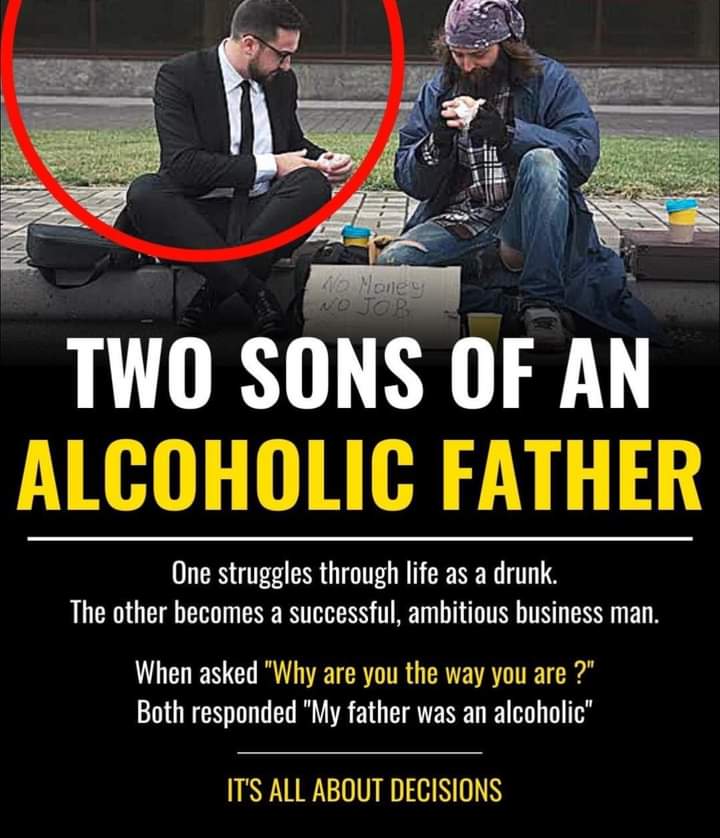 No Money
NO JOB
TWO SONS OF AN
ALCOHOLIC FATHER
One struggles through life as a drunk.
The other becomes a successful, ambitious business man.
When asked "Why are you the way you are ?"
Both responded "My father was an alcoholic"
IT'S ALL ABOUT DECISIONS